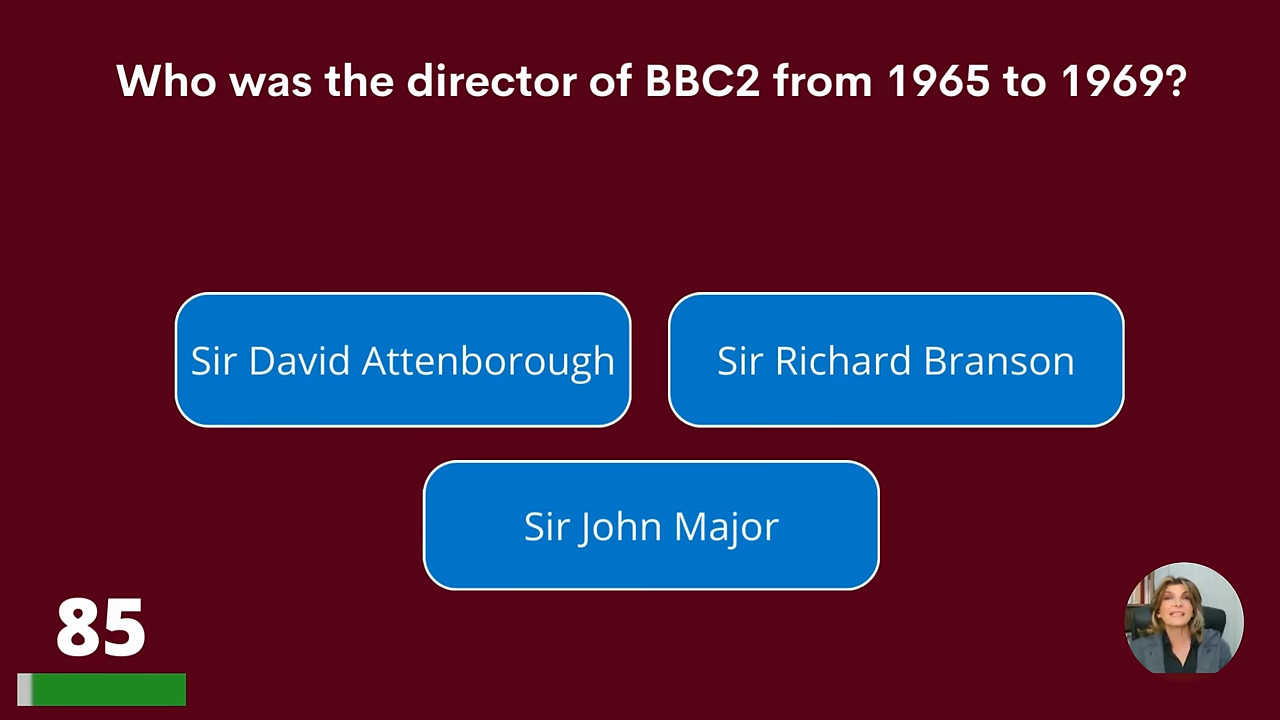 Who was the director of BBC2 from 1965 to 1969?
Sir David Attenborough
Sir Richard Branson
Sir John Major
85